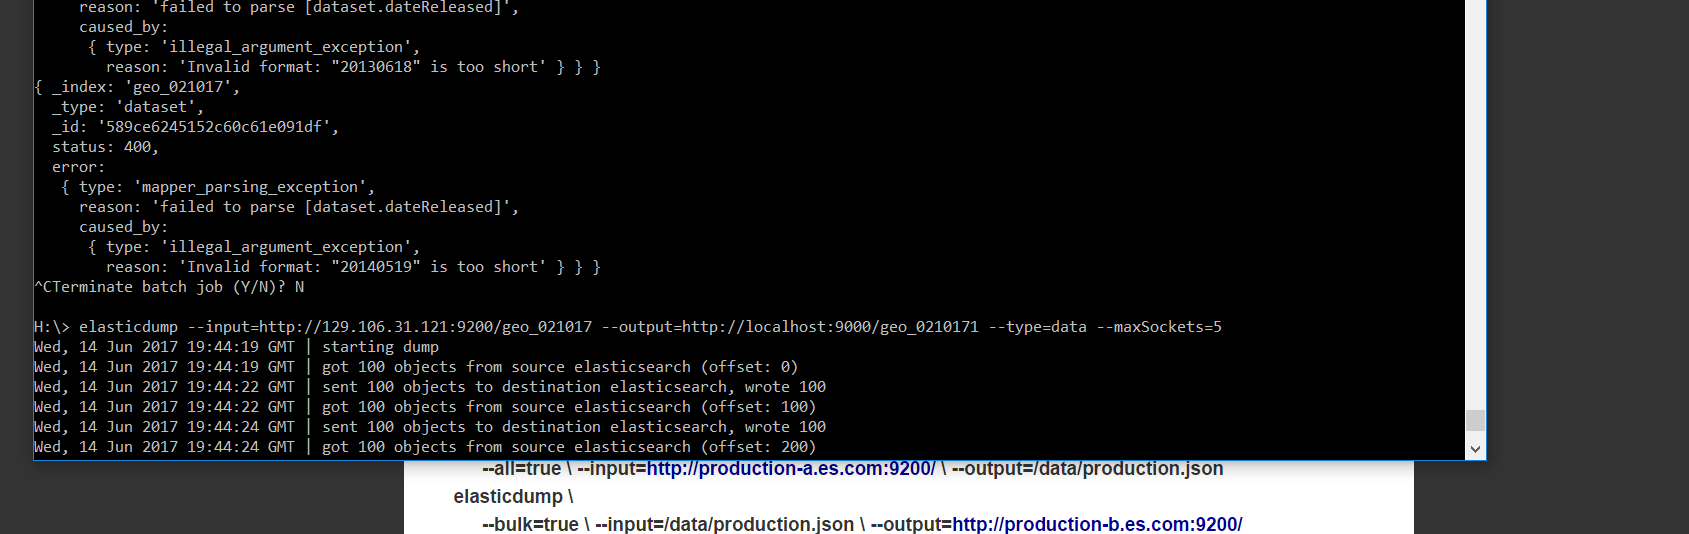 reason: 'failed to parse [dataset.dateReleased]',
caused_by:
{ type: 'illegal_argument_exception',
reason: 'Invalid format: "20130618" is too short' } } }
{ _index: 'geo_021017',
_type: 'dataset',
_id: '589ce6245152c60c61e091df',
status: 400,
error:
{ type: 'mapper_parsing_exception',
reason: 'failed to parse [dataset.dateReleased]',
caused_by:
{ type: 'illegal_argument_exception',
reason: 'Invalid format: "20140519" is too short' } } }
^CTerminate batch job (Y/N)? N
H:\> elasticdump --input=http://129.106.31.121:9200/geo_021017 --output=http://localhost:9000/geo_0210171 --type=data --maxSockets=5
Wed, 14 Jun 2017 19:44:19 GMT | starting dump
Wed, 14 Jun 2017 19:44:19 GMT | got 100 objects from source elasticsearch (offset: 0)
Wed, 14 Jun 2017 19:44:22 GMT | sent 100 objects to destination elasticsearch, wrote 100
Wed, 14 Jun 2017 19:44:22 GMT | got 100 objects from source elasticsearch (offset: 100)
Wed, 14 Jun 2017 19:44:24 GMT | sent 100 objects to destination elasticsearch, wrote 100
Wed, 14 Jun 2017 19:44:24 GMT | got 100 objects from source elasticsearch (offset: 200)
--all=true \ --input=http://production-a.es.com:9200/ \ --output=/data/production.json
elasticdump \
--bulk=true \ --input=/data/production.json \ --output=http://production-b.es.com:9200/